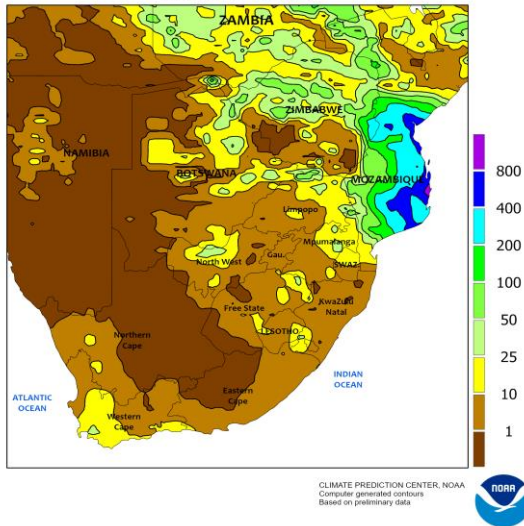 ZAMBIA
ZIMBABWE
NAMIBIA
BOTSWANA
MOZAMBIQUE
Limpopo
Mpumalanga
North West
Gau.
SWAZ.
Free State
KwaZulu
Natal
LESOTHO
Northern
Cape
Eastern
Cape
Western
Cape
ATLANTIC
OCEAN
INDIAN
OCEAN
800
400
200
100
50
25
10
1
CLIMATE PREDICTION CENTER, NOAA
Computer generated contours
Based on preliminary data
NOAA